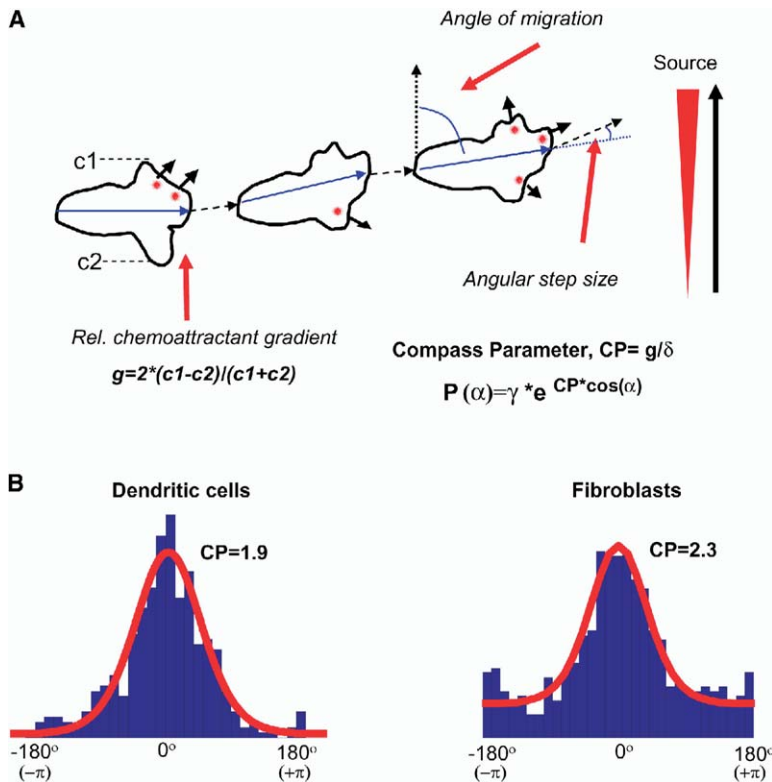 A
Angle of migration
Source
c1
c2
Angular step size
Rel. chemoattractant gradient
g=2*(c1-c2)/(c1+c2)
Compass Parameter, CP= g/δ
P (α)=γ *e CP*cos(α)
B
Dendritic cells
CP=1.9
-180° 0° 180°
(−π) (+π)
Fibroblasts
CP=2.3
-180° 0° 180°
(−π) (+π)